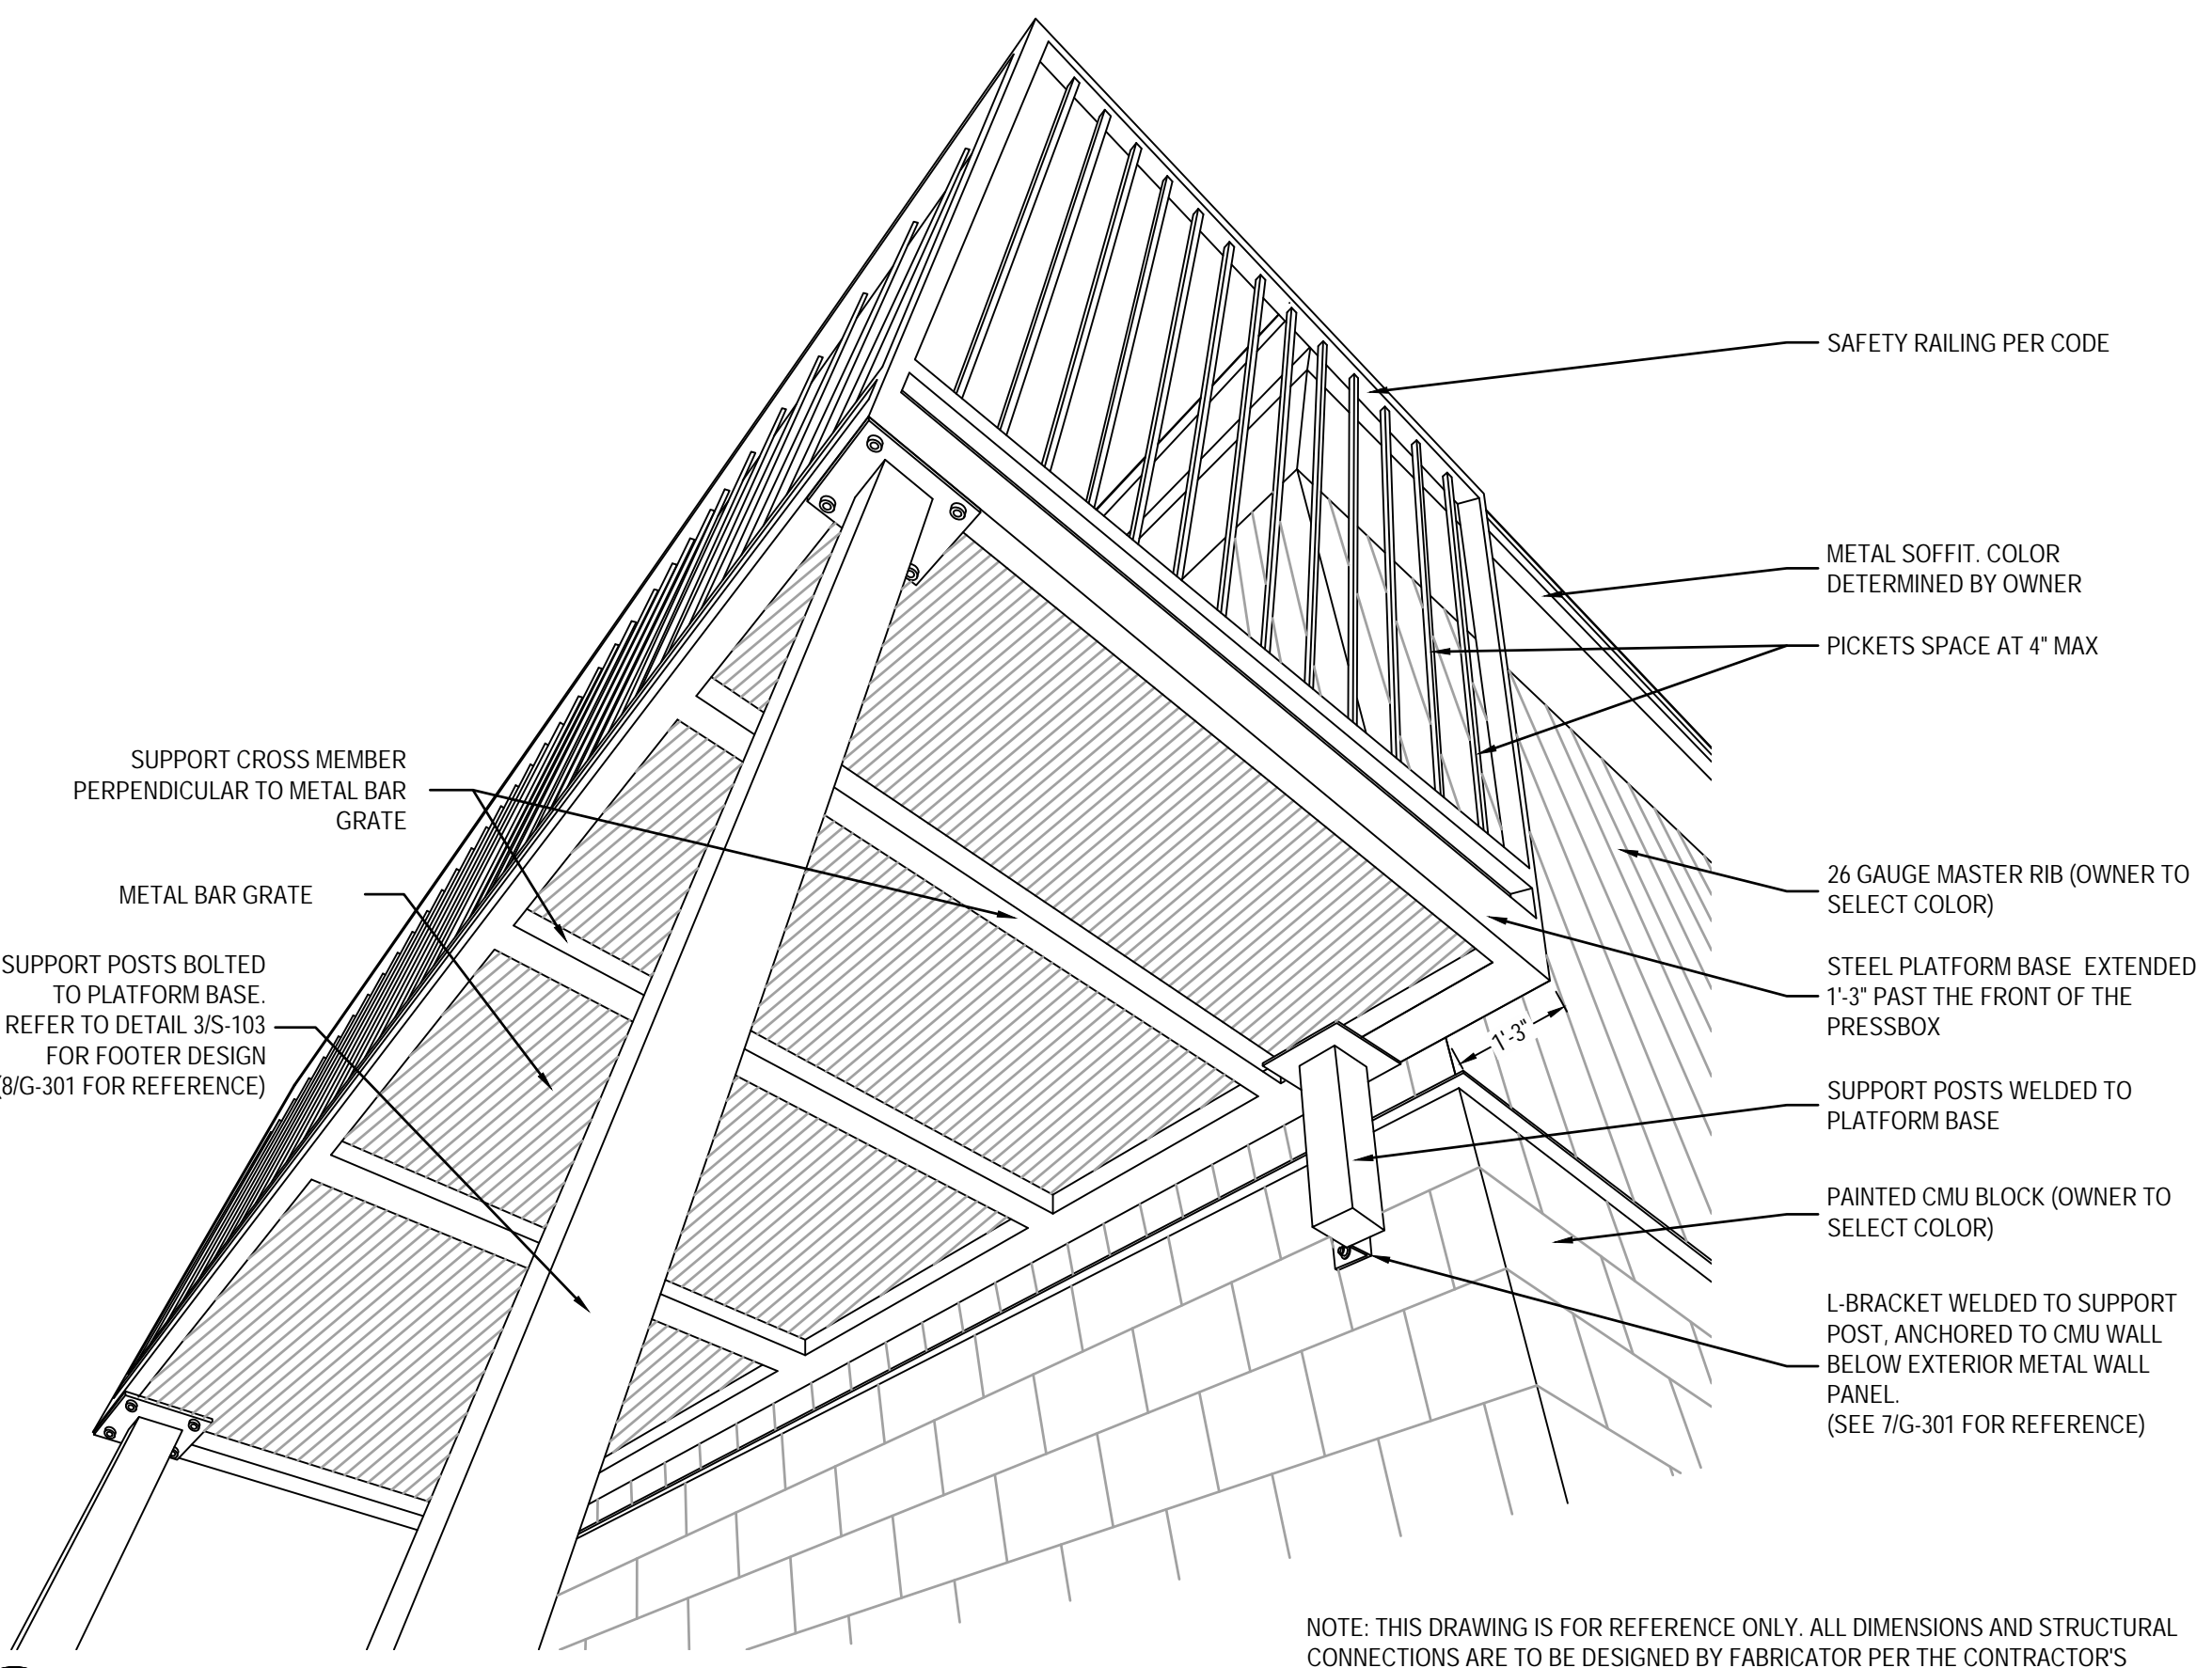 SAFETY RAILING PER CODE
METAL SOFFIT. COLOR
DETERMINED BY OWNER
PICKETS SPACE AT 4" MAX
SUPPORT CROSS MEMBER
PERPENDICULAR TO METAL BAR
GRATE
METAL BAR GRATE
SUPPORT POSTS BOLTED
TO PLATFORM BASE.
REFER TO DETAIL 3/S-103
FOR FOOTER DESIGN
(8/G-301 FOR REFERENCE)
26 GAUGE MASTER RIB (OWNER TO
SELECT COLOR)
STEEL PLATFORM BASE EXTENDED
1'-3" PAST THE FRONT OF THE
PRESSBOX
1'-3"
SUPPORT POSTS WELDED TO
PLATFORM BASE
PAINTED CMU BLOCK (OWNER TO
SELECT COLOR)
L-BRACKET WELDED TO SUPPORT
POST, ANCHORED TO CMU WALL
BELOW EXTERIOR METAL WALL
PANEL.
(SEE 7/G-301 FOR REFERENCE)
NOTE: THIS DRAWING IS FOR REFERENCE ONLY. ALL DIMENSIONS AND STRUCTURAL
CONNECTIONS ARE TO BE DESIGNED BY FABRICATOR PER THE CONTRACTOR'S